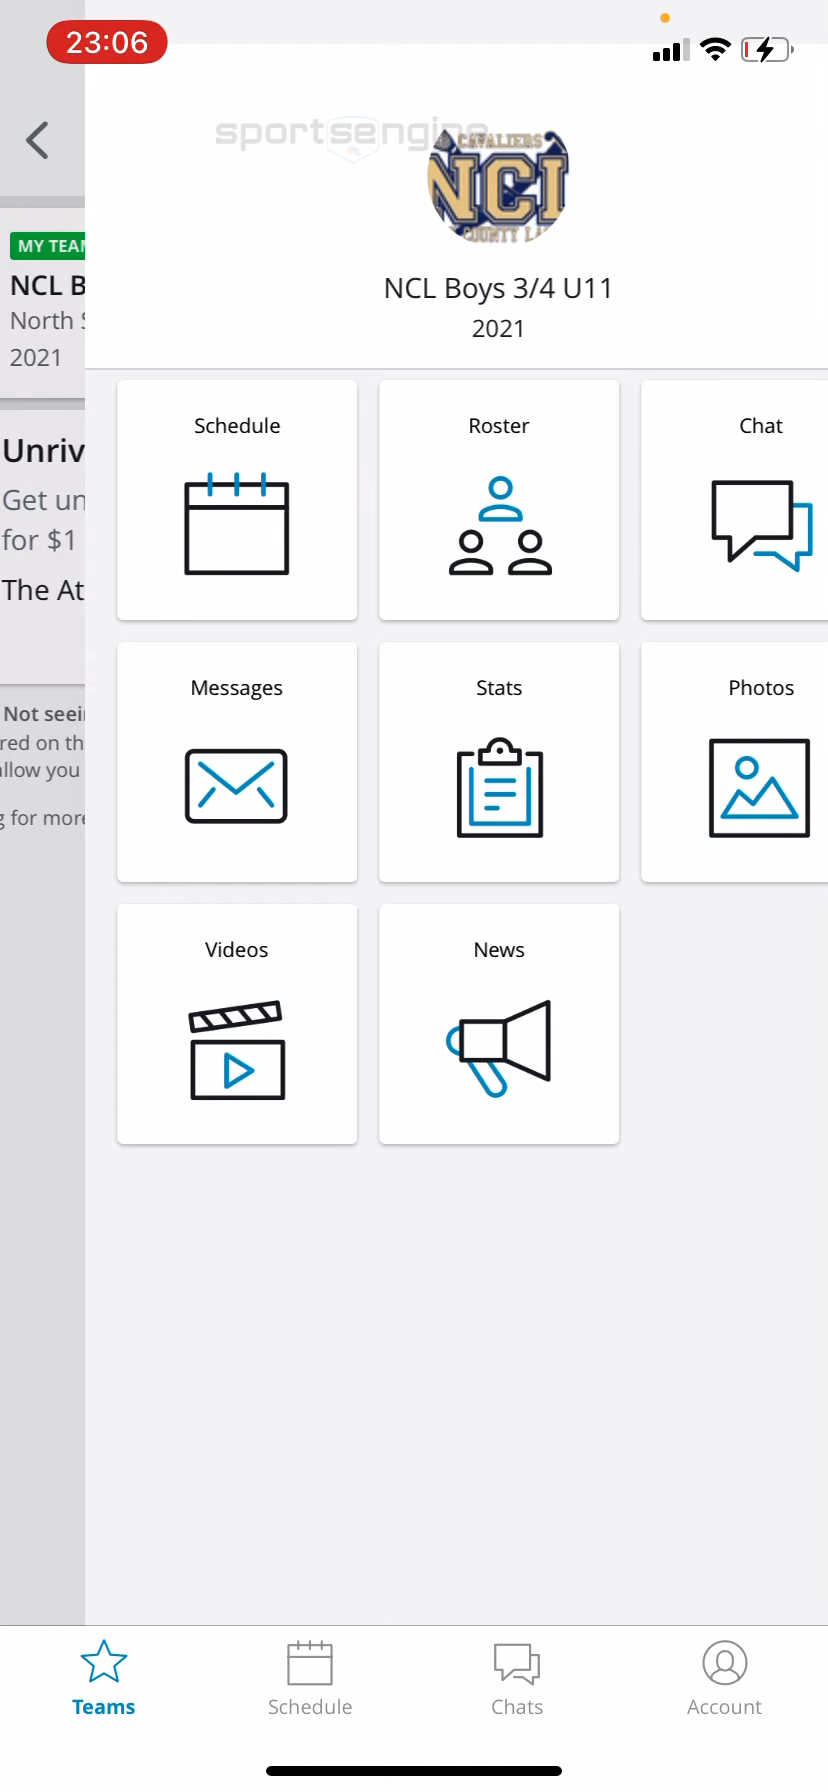 23:06
sportsengine
CAVALIERS
NCL
COUNTY LA
NCL Boys 3/4 U11
2021
MY TEAM
NCL B
North S
2021
Unriv
Get un
for $1
The At
Not seei
red on th
allow you
g for more
Schedule
Roster
Chat
Messages
Stats
Photos
Videos
News
Teams
Schedule
Chats
Account